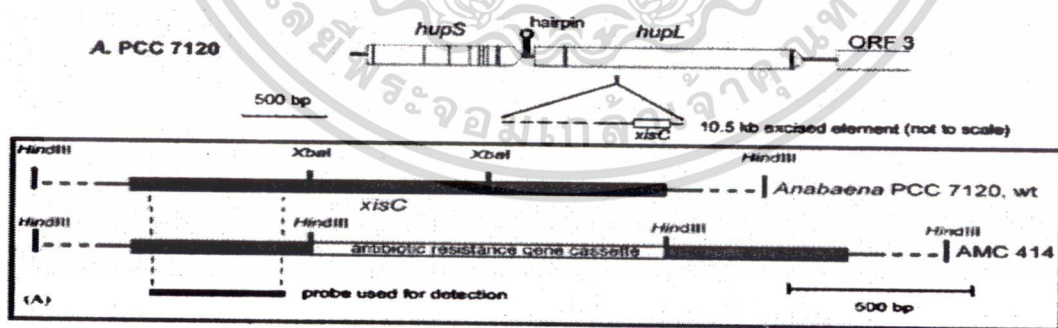 hairpin
A. PCC 7120 hupS hupL ORF 3
500 bp
xisC 10.5 kb excised element (not to scale)
HindIII XbaI XbaI HindIII
Anabaena PCC 7120, wt
xisC
HindIII HindIII HindIII HindIII
antibiotic resistance gene cassette AMC 414
(A) probe used for detection 500 bp